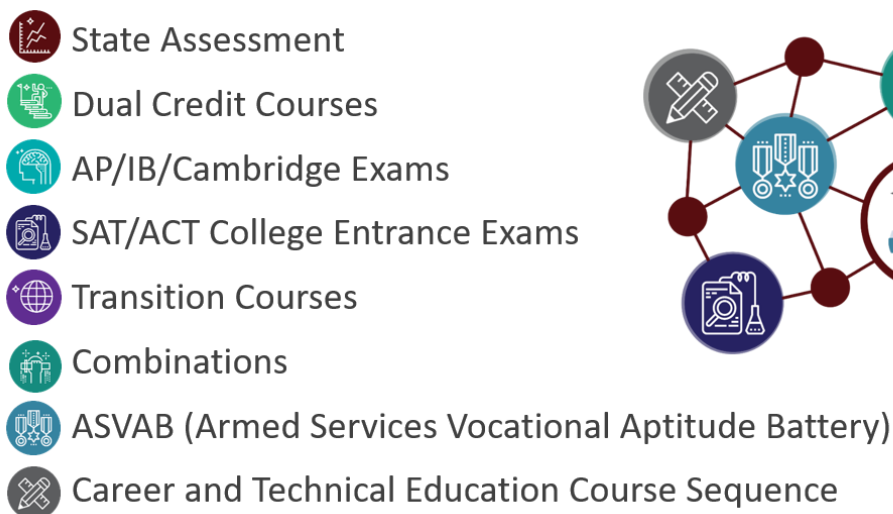 State Assessment
Dual Credit Courses
AP/IB/Cambridge Exams
SAT/ACT College Entrance Exams
Transition Courses
Combinations
ASVAB (Armed Services Vocational Aptitude Battery)
Career and Technical Education Course Sequence